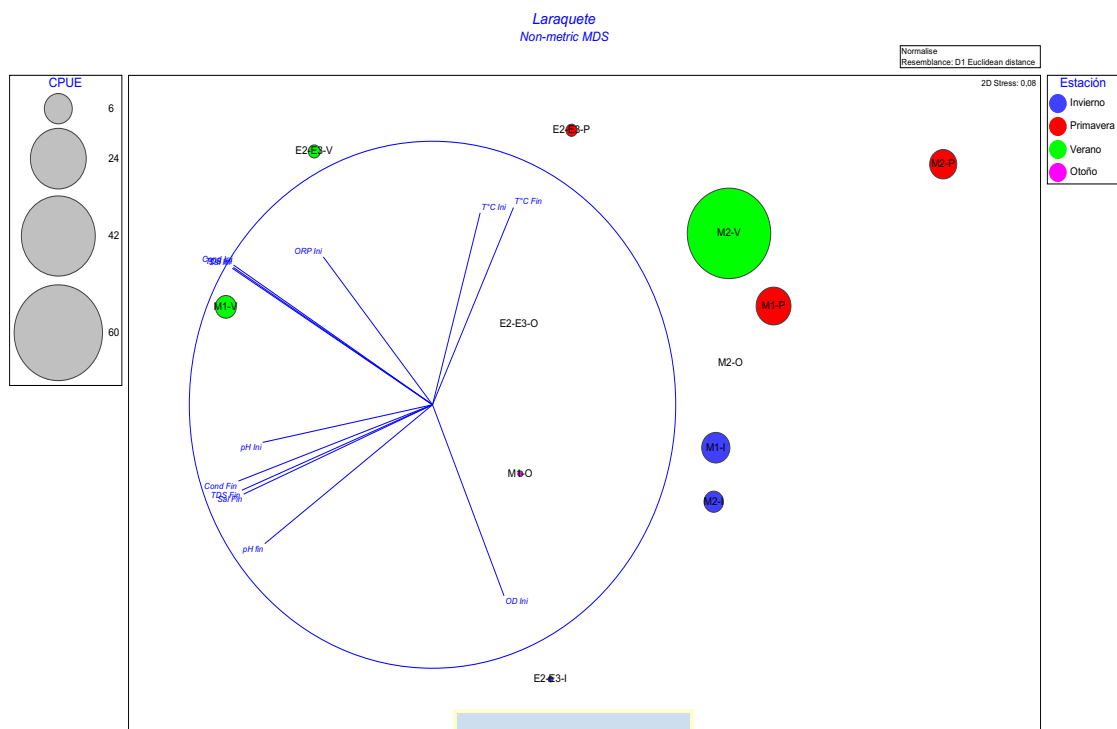 Laraquete
Non-metric MDS
Normalise
Resemblance: D1 Euclidean distance
2D Stress: 0,08
CPUE
6
24
42
60
Estación
Invierno
Primavera
Verano
Otoño
E2-E3-P
E2-E3-V
M2-P
T°C Ini
T°C Fin
M2-V
ORP Ini
Cond Ini
M1-V
M1-P
E2-E3-O
M2-O
pH Ini
M1-I
M1-O
Cond Fin
TDS Fin
Sal Fin
M2-I
pH fin
OD Ini
E2-E3-I